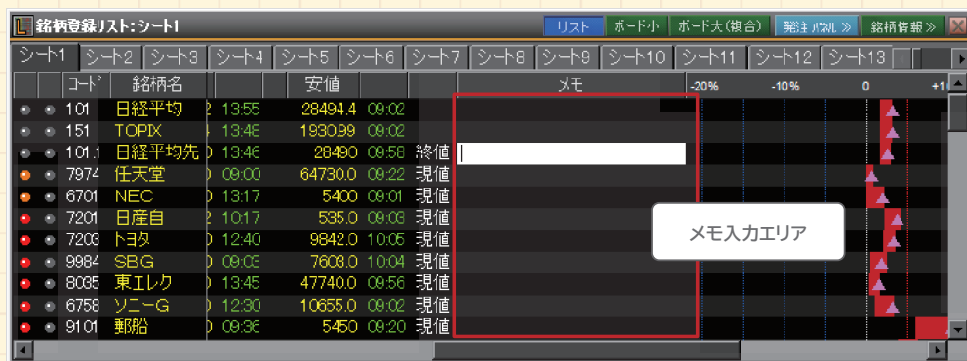 銘柄登録リスト:シート1 リスト ボード小 ボード大(複合) 発注パネル≫ 銘柄情報≫
シート1 シート2 シート3 シート4 シート5 シート6 シート7 シート8 シート9 シート10 シート11 シート12 シート13
コード 銘柄名 安値 メモ -20% -10% 0
101 日経平均 13:55 28494.4 09:02
151 TOPIX 13:48 1930.99 09:02
101.1 日経平均先 13:46 28490 09:58 終値
7974 任天堂 09:00 64730.0 09:22 現値
6701 NEC 13:17 5400 09:01 現値
7201 日産自 10:17 535.0 09:03 現値
メモ入力エリア
7203 トヨタ 12:40 9842.0 10:05 現値
9984 SBG 09:03 7603.0 10:04 現値
8035 東エレク 13:45 47740.0 09:56 現値
6758 ソニーG 12:30 10655.0 09:02 現値
9101 郵船 09:36 5450 09:20 現値